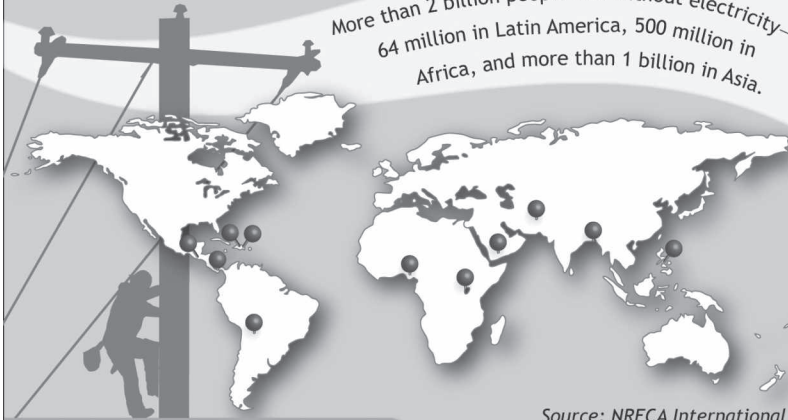 More than 2 billion electricity—
64 million in Latin America, 500 million in
Africa, and more than 1 billion in Asia.
Source: NRECA International